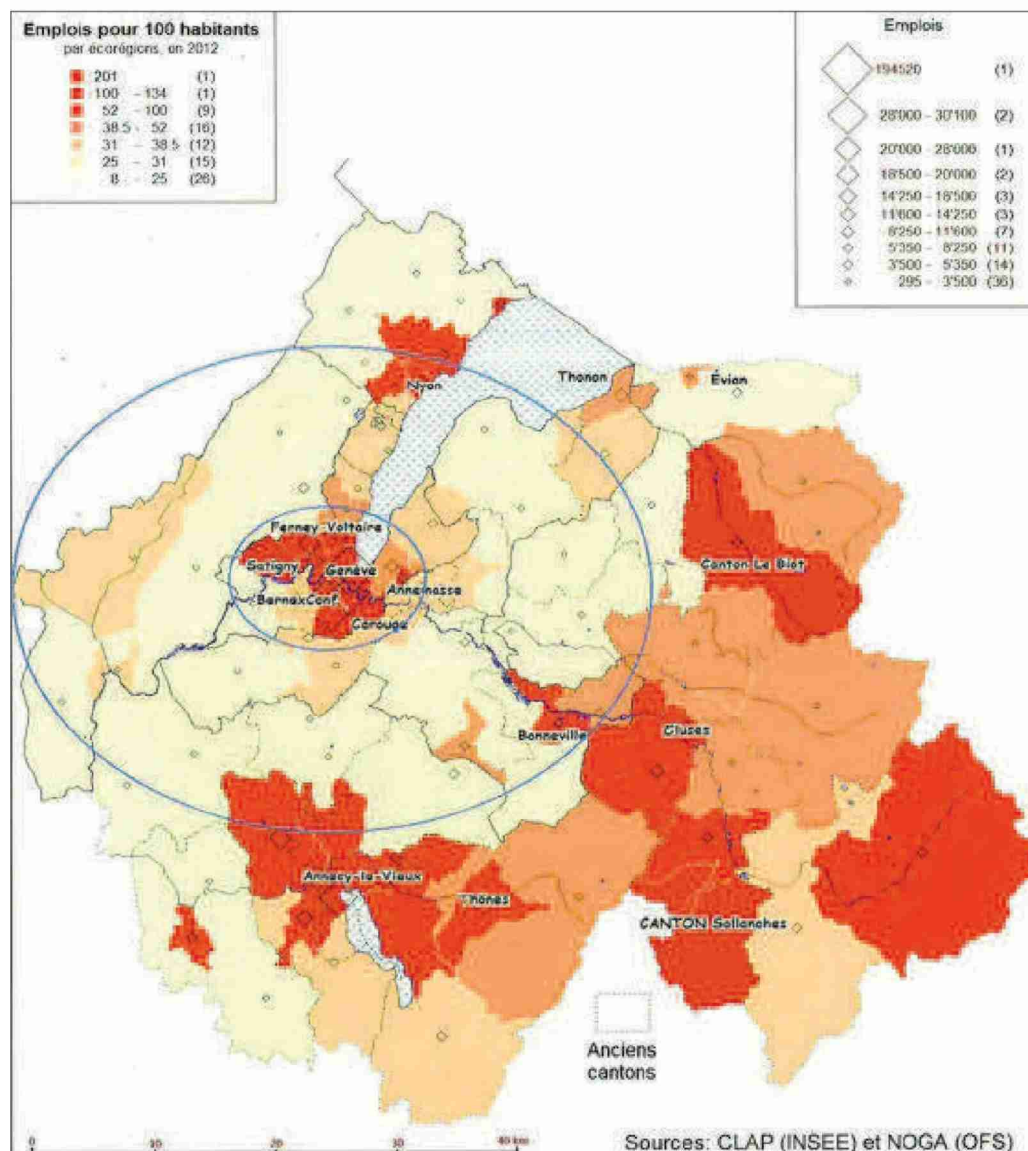 Emplois pour 100 habitants
par écorégions, en 2012
201 (1)
100 - 134 (1)
52 - 100 (9)
38.5 - 52 (16)
31 - 38.5 (12)
25 - 31 (15)
8 - 25 (26)
Emplois
194520 (1)
28'000 - 30'100 (2)
20'000 - 28'000 (1)
16'500 - 20'000 (2)
14'250 - 16'500 (3)
11'600 - 14'250 (3)
8'250 - 11'600 (7)
5'350 - 8'250 (11)
3'500 - 5'350 (14)
295 - 3'500 (36)
Thonon
Évian
Nyon
Ferney-Voltaire
Canton Le Biot
Satigny
Genève
Annemasse
BernexConf.
Carouge
Bonneville
Cluses
Annecy-le-Vieux
Thônes
CANTON Sallanches
Anciens
cantons
0 10 20 30 40 km
Sources: CLAP (INSEE) et NOGA (OFS)